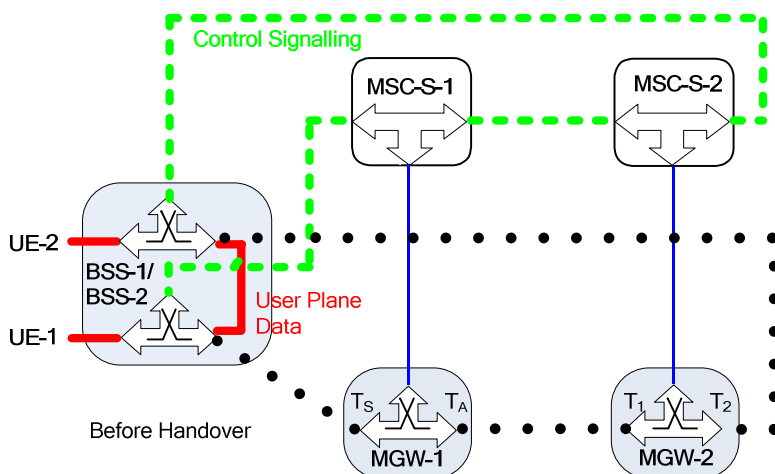 Control Signalling
MSC-S-1
MSC-S-2
UE-2
BSS-1/
BSS-2
User Plane
Data
UE-1
TS
TA
T1
T2
Before Handover
MGW-1
MGW-2